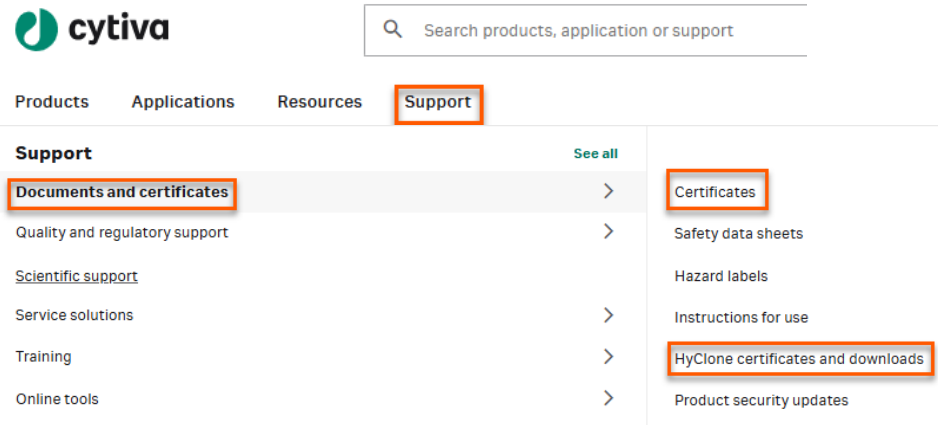 cytiva
Search products, application or support
Products Applications Resources Support
Support See all
Documents and certificates
Quality and regulatory support
Scientific support
Service solutions
Training
Online tools
Certificates
Safety data sheets
Hazard labels
Instructions for use
HyClone certificates and downloads
Product security updates